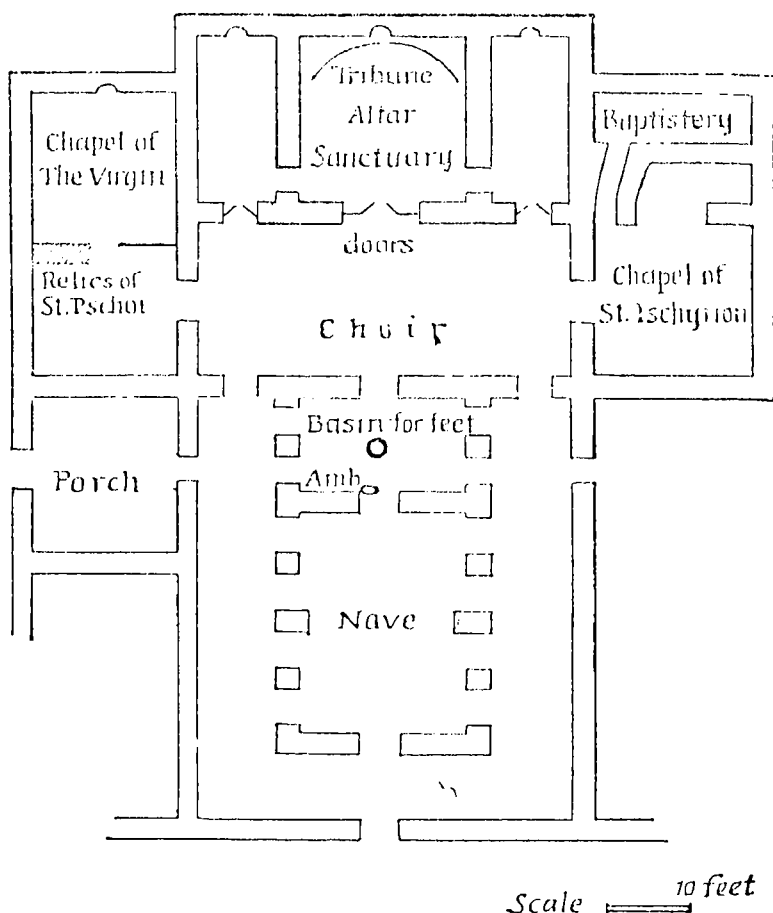 Tribune
Altar
Sanctuary
Chapel of
The Virgin
Baptistery
doors
Relics of
St. Pschoi
Chapel of
St. Ischyrion
Choir
Basin for feet
Amb.
Porch
Nave
Scale 10 feet